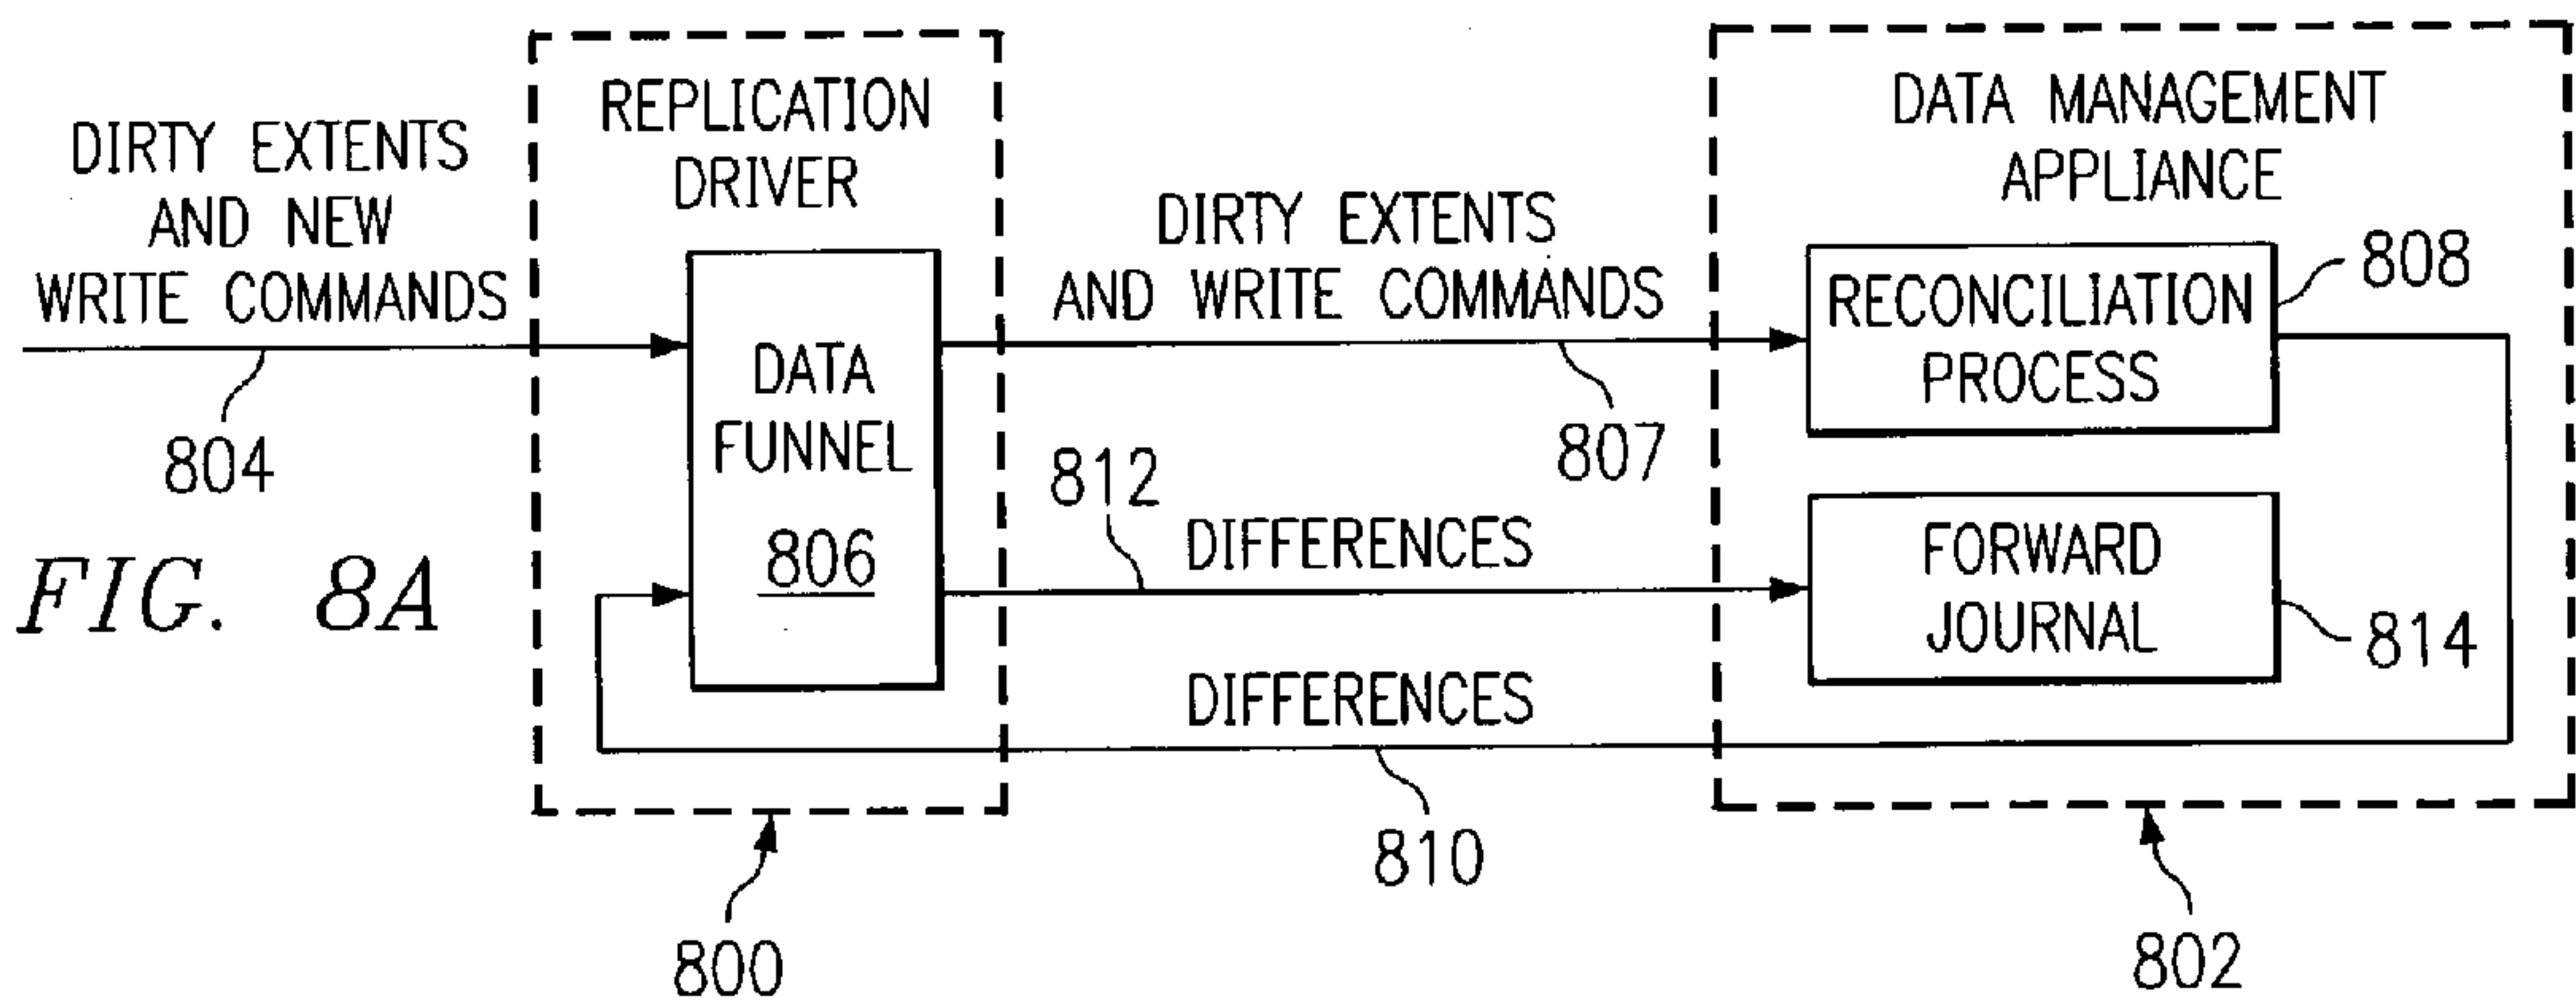 REPLICATION
DRIVER
DATA MANAGEMENT
APPLIANCE
DIRTY EXTENTS
AND NEW
WRITE COMMANDS
804
DATA
FUNNEL
806
DIRTY EXTENTS
AND WRITE COMMANDS
807
RECONCILIATION
PROCESS
808
812
DIFFERENCES
FORWARD
JOURNAL
814
DIFFERENCES
810
FIG. 8A
800
802